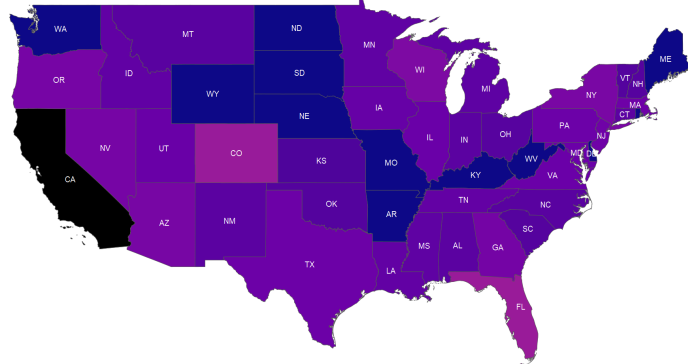 WA
MT
ND
MN
ME
OR
ID
SD
WI
MI
VT
NH
NY
WY
IA
MA
CT
NE
PA
NV
UT
CO
IL
IN
OH
NJ
MD
DE
CA
KS
MO
WV
VA
KY
AZ
NM
OK
AR
TN
NC
SC
TX
MS
AL
GA
LA
FL